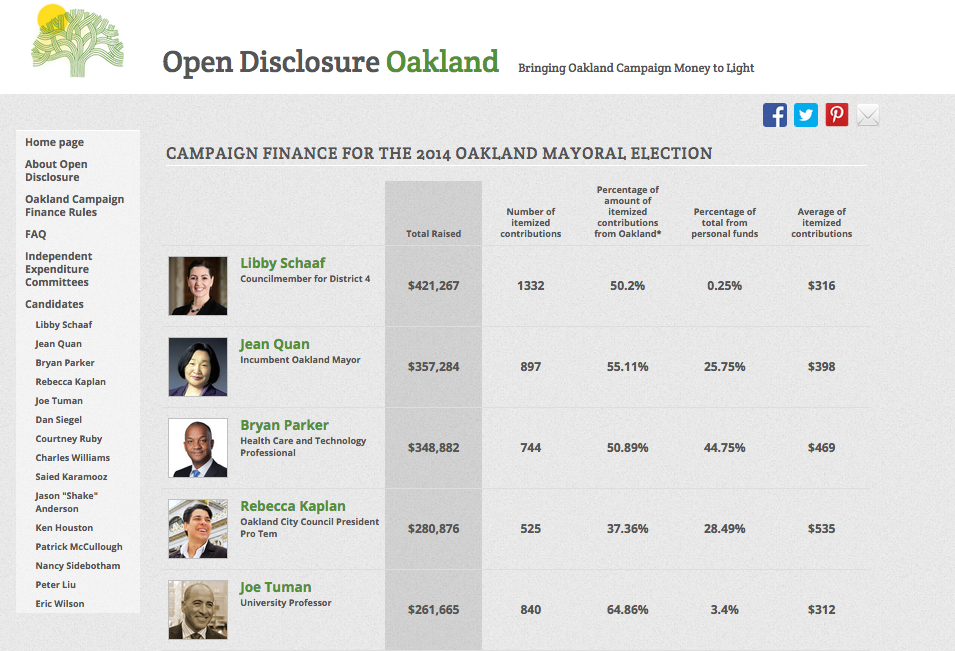 Open Disclosure Oakland
Bringing Oakland Campaign Money to Light
Home page
About Open
Disclosure
Oakland Campaign
Finance Rules
FAQ
Independent
Expenditure
Committees
Candidates
Libby Schaaf
Jean Quan
Bryan Parker
Rebecca Kaplan
Joe Tuman
Dan Siegel
Courtney Ruby
Charles Williams
Saied Karamooz
Jason "Shake"
Anderson
Ken Houston
Patrick McCullough
Nancy Sidebotham
Peter Liu
Eric Wilson
CAMPAIGN FINANCE FOR THE 2014 OAKLAND MAYORAL ELECTION
Total Raised
Number of
itemized
contributions
Percentage of
amount of
itemized
contributions
from Oakland*
Percentage of
total from
personal funds
Average of
itemized
contributions
Libby Schaaf
Councilmember for District 4
$421,267 1332 50.2% 0.25% $316
Jean Quan
Incumbent Oakland Mayor
$357,284 897 55.11% 25.75% $398
Bryan Parker
Health Care and Technology
Professional
$348,882 744 50.89% 44.75% $469
Rebecca Kaplan
Oakland City Council President
Pro Tem
$280,876 525 37.36% 28.49% $535
Joe Tuman
University Professor
$261,665 840 64.86% 3.4% $312